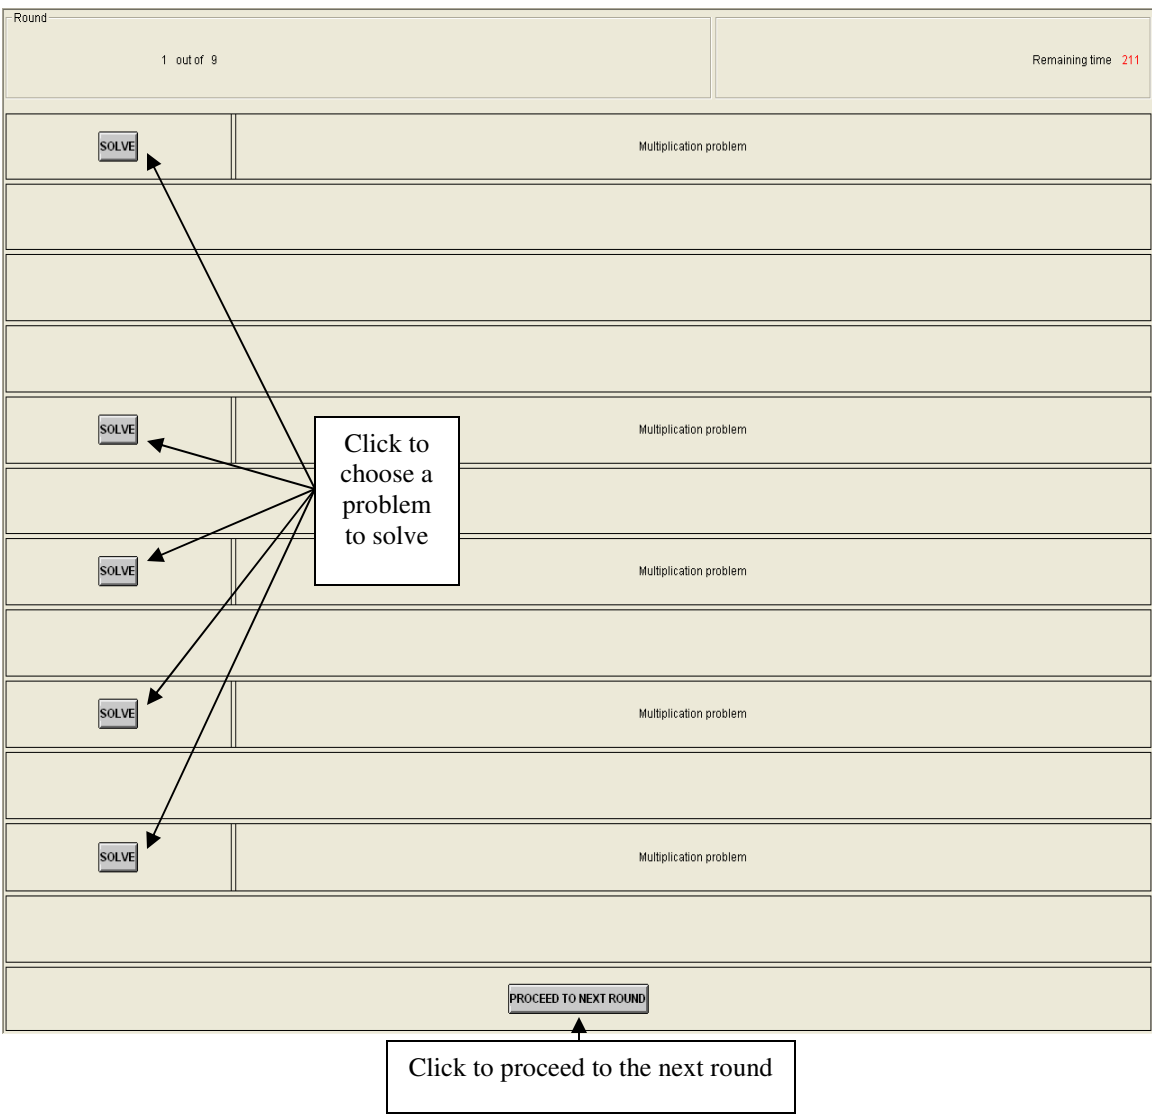 Round
1 out of 9
Remaining time 211
SOLVE
Multiplication problem
SOLVE
Multiplication problem
Click to
choose a
problem
to solve
SOLVE
Multiplication problem
SOLVE
Multiplication problem
SOLVE
Multiplication problem
PROCEED TO NEXT ROUND
Click to proceed to the next round